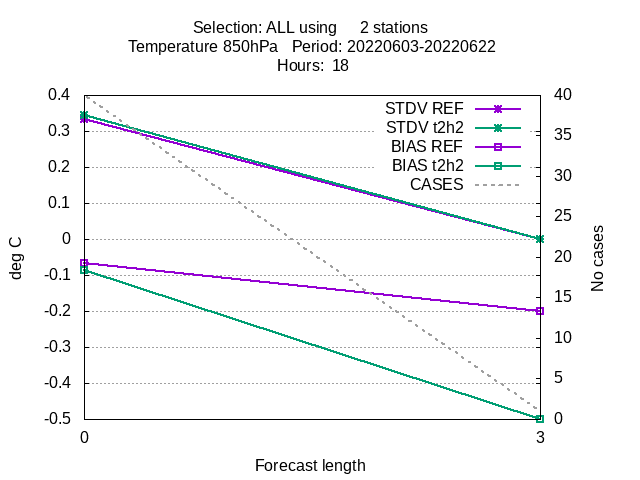 Selection: ALL using     2 stations
Temperature 850hPa   Period: 20220603-20220622
Hours:  18
0.4
0.3
0.2
0.1
0
-0.1
-0.2
-0.3
-0.4
-0.5
deg C
STDV REF
STDV t2h2
BIAS REF
BIAS t2h2
CASES
40
35
30
25
20
15
10
5
0
No cases
0
3
Forecast length